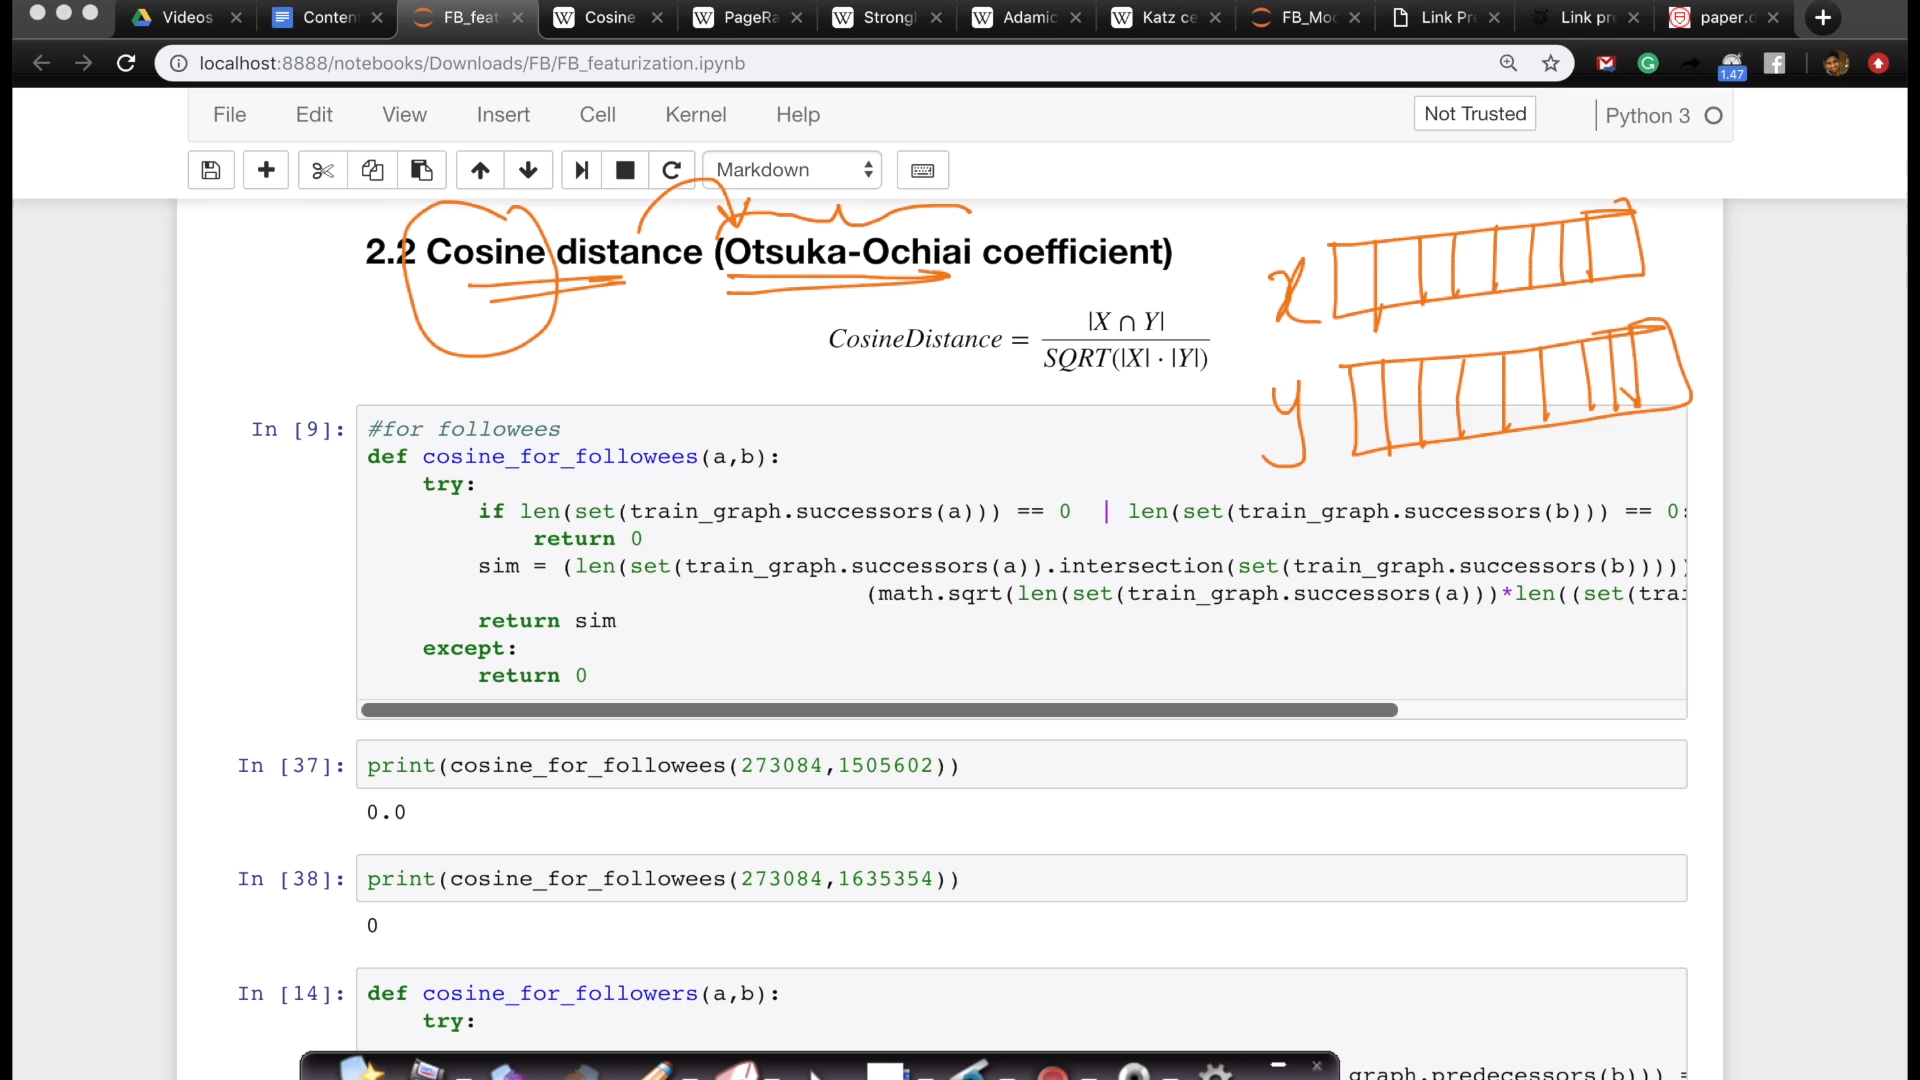 Videos
Conten
FB_feat
Cosine
PageRa
Strongl
Adamic
Katz ce
FB_Moc
Link Pr
Link pre
paper.
localhost:8888/notebooks/Downloads/FB/FB_featurization.ipynb
1.47
File Edit View Insert Cell Kernel Help
Not Trusted
Python 3
Markdown
2.2 Cosine distance (Otsuka-Ochiai coefficient)
x
CosineDistance = |X ∩ Y| / SQRT(|X| · |Y|)
y
In [9]:
#for followees
def cosine_for_followees(a,b):
try:
if len(set(train_graph.successors(a))) == 0 | len(set(train_graph.successors(b))) == 0:
return 0
sim = (len(set(train_graph.successors(a)).intersection(set(train_graph.successors(b)))))
(math.sqrt(len(set(train_graph.successors(a)))*len((set(trai
return sim
except:
return 0
In [37]:
print(cosine_for_followees(273084,1505602))
0.0
In [38]:
print(cosine_for_followees(273084,1635354))
0
In [14]:
def cosine_for_followers(a,b):
try:
graph.predecessors(b))) =